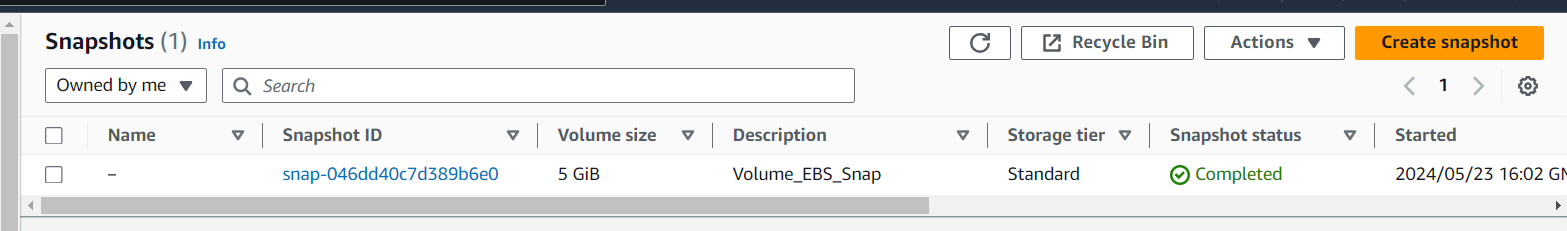 Snapshots (1) Info
Recycle Bin
Actions
Create snapshot
Owned by me
Search
1
Name Snapshot ID Volume size Description Storage tier Snapshot status Started
– snap-046dd40c7d389b6e0 5 GiB Volume_EBS_Snap Standard Completed 2024/05/23 16:02